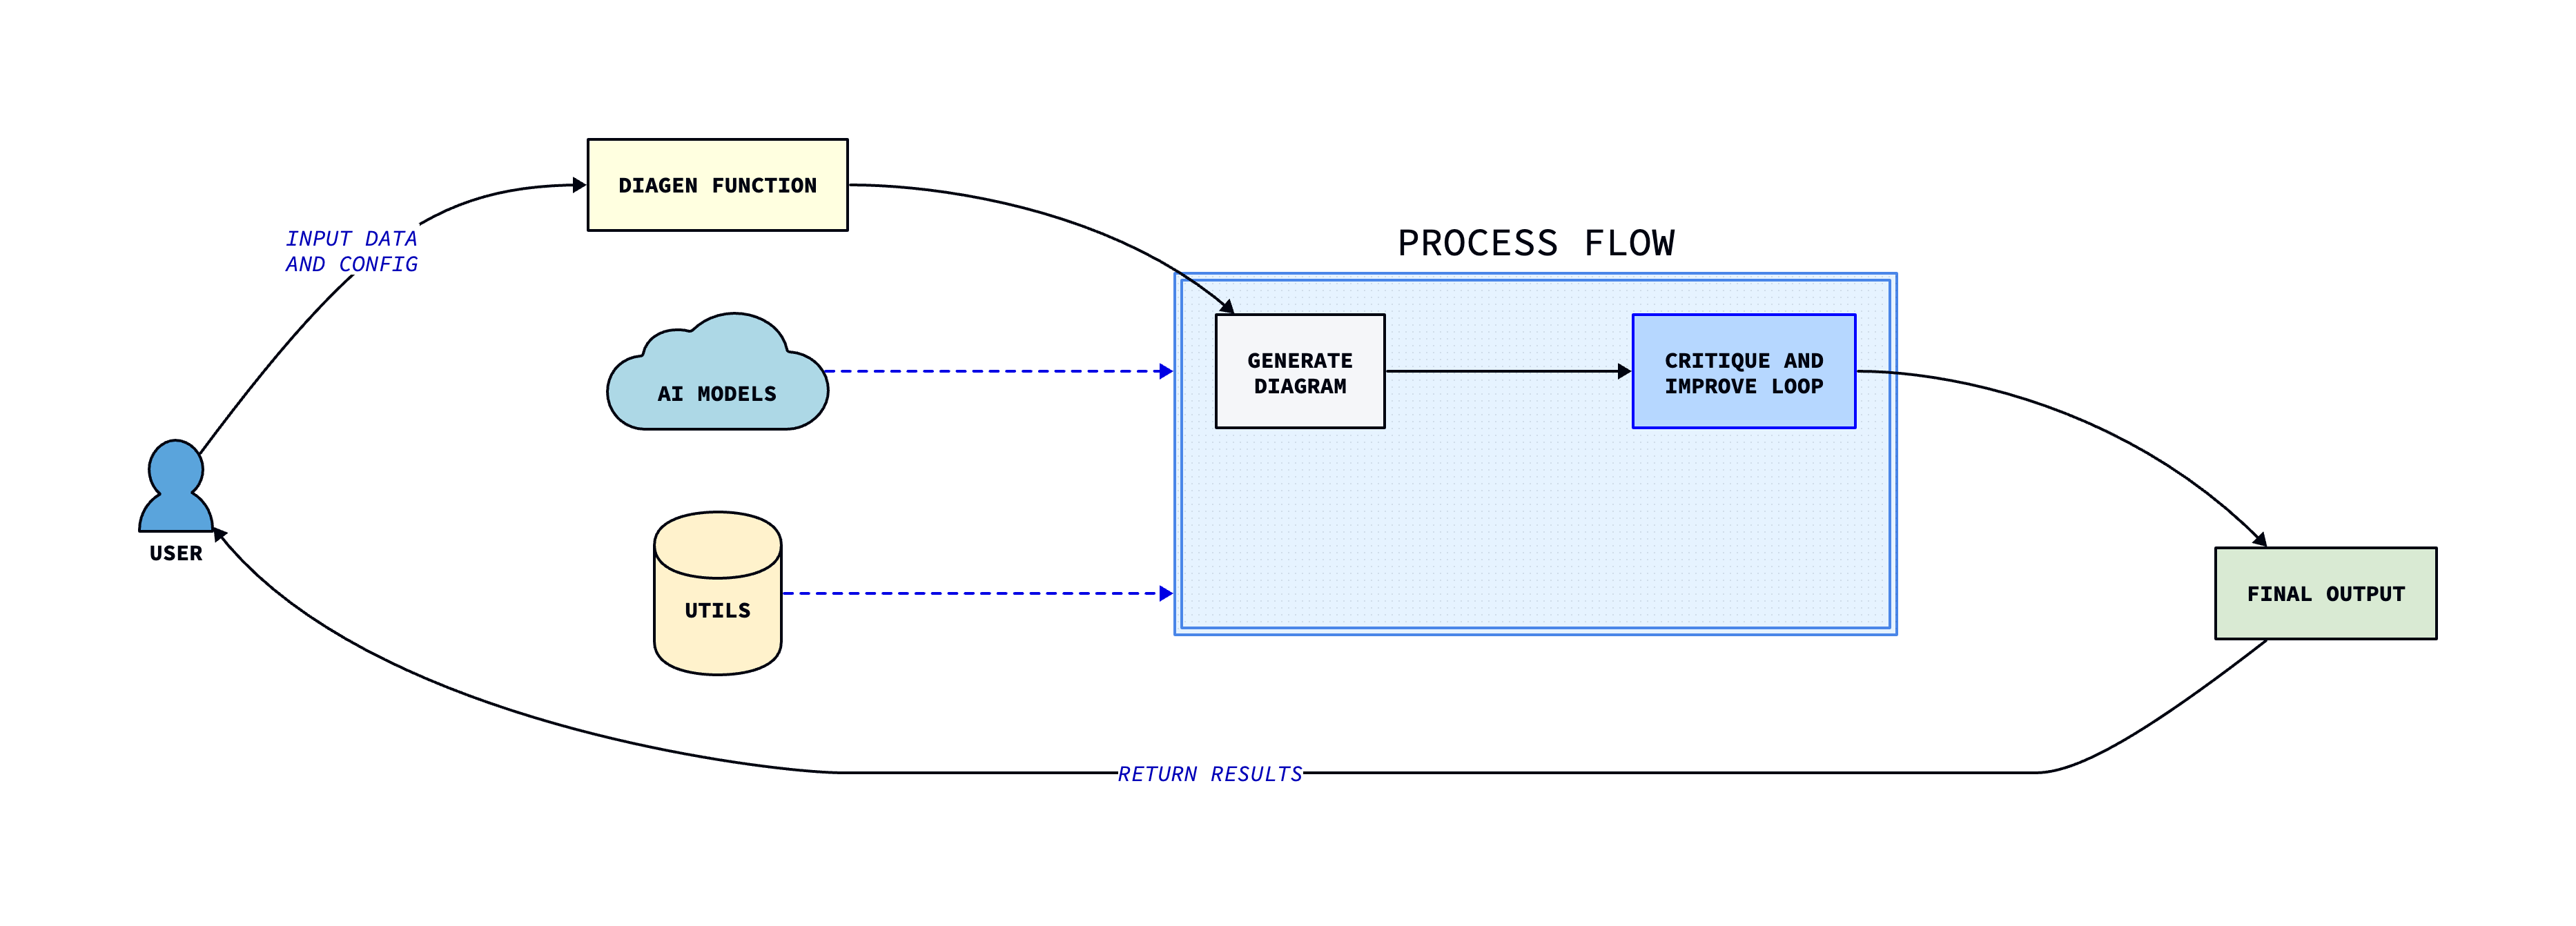 DIAGEN FUNCTION
INPUT DATA
AND CONFIG
PROCESS FLOW
GENERATE
DIAGRAM
CRITIQUE AND
IMPROVE LOOP
AI MODELS
USER
UTILS
FINAL OUTPUT
RETURN RESULTS